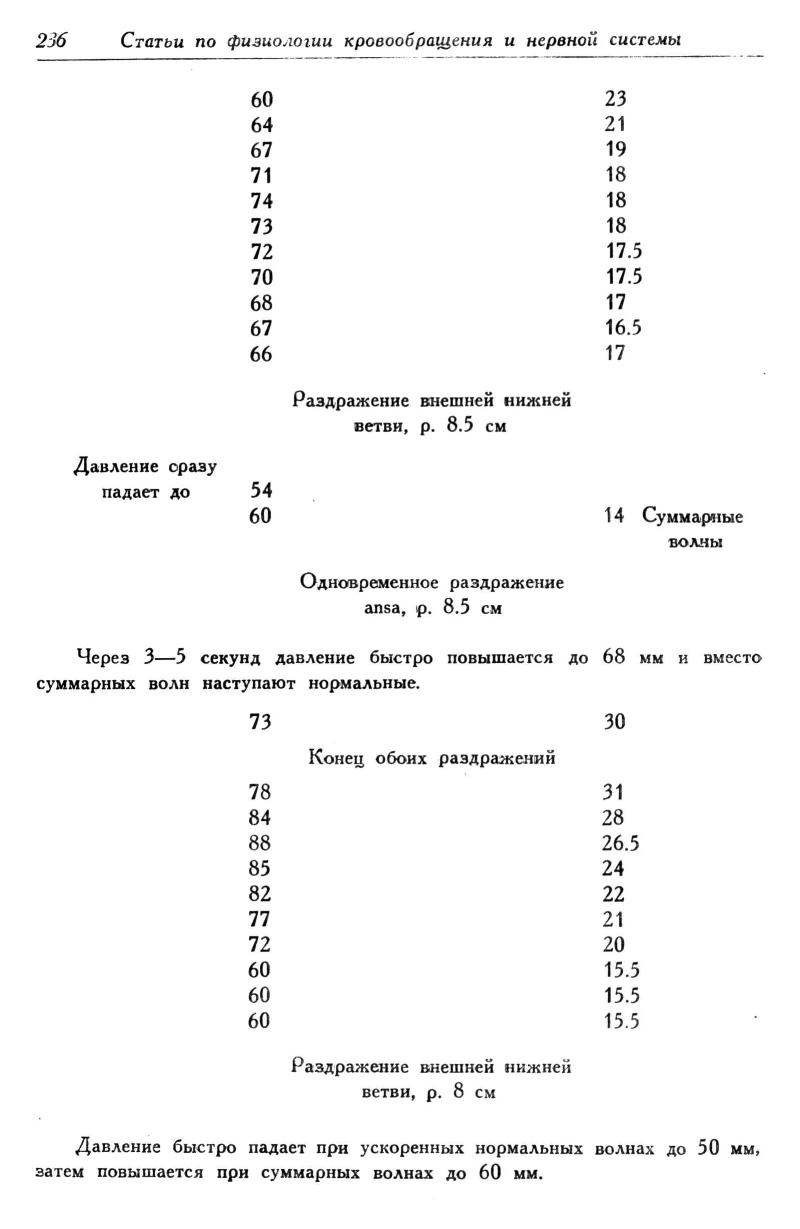 236 Статьи по физиологии кровообращения и нервной системы
60 23
64 21
67 19
71 18
74 18
73 18
72 17.5
70 17.5
68 17
67 16.5
66 17
Раздражение внешней нижней
ветви, р. 8.5 см
Давление сразу
падает до 54
60 14 Суммарные
волны
Одновременное раздражение
ansa, р. 8.5 см
Через 3—5 секунд давление быстро повышается до 68 мм и вместо
суммарных волн наступают нормальные.
73 30
Конец обоих раздражений
78 31
84 28
88 26.5
85 24
82 22
77 21
72 20
60 15.5
60 15.5
60 15.5
Раздражение внешней нижней
ветви, р. 8 см
Давление быстро падает при ускоренных нормальных волнах до 50 мм,
затем повышается при суммарных волнах до 60 мм.